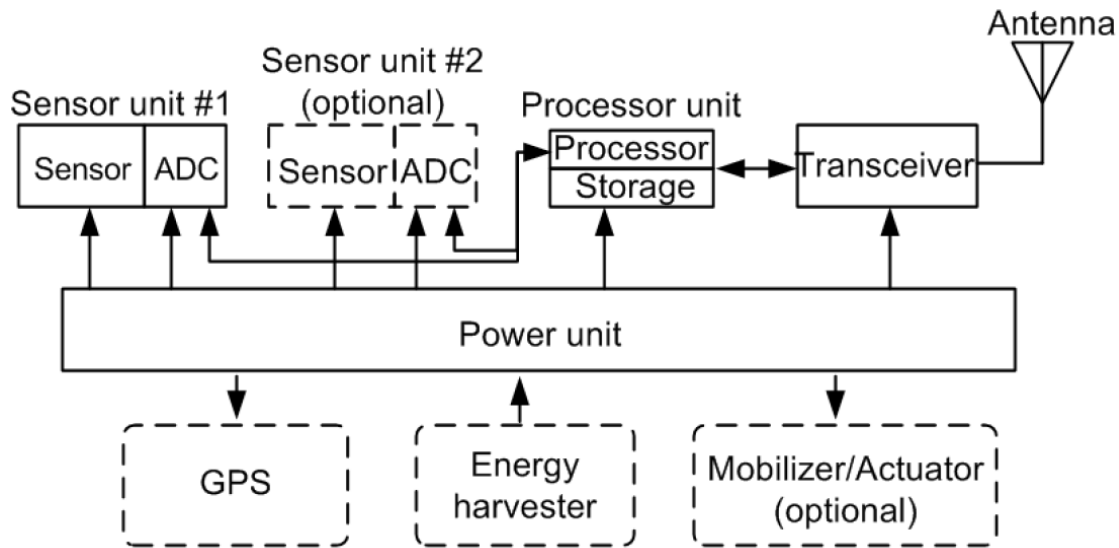 Antenna
Sensor unit #2
(optional)
Sensor unit #1
Processor unit
Sensor
ADC
Sensor
ADC
Processor
Storage
Transceiver
Power unit
GPS
Energy
harvester
Mobilizer/Actuator
(optional)